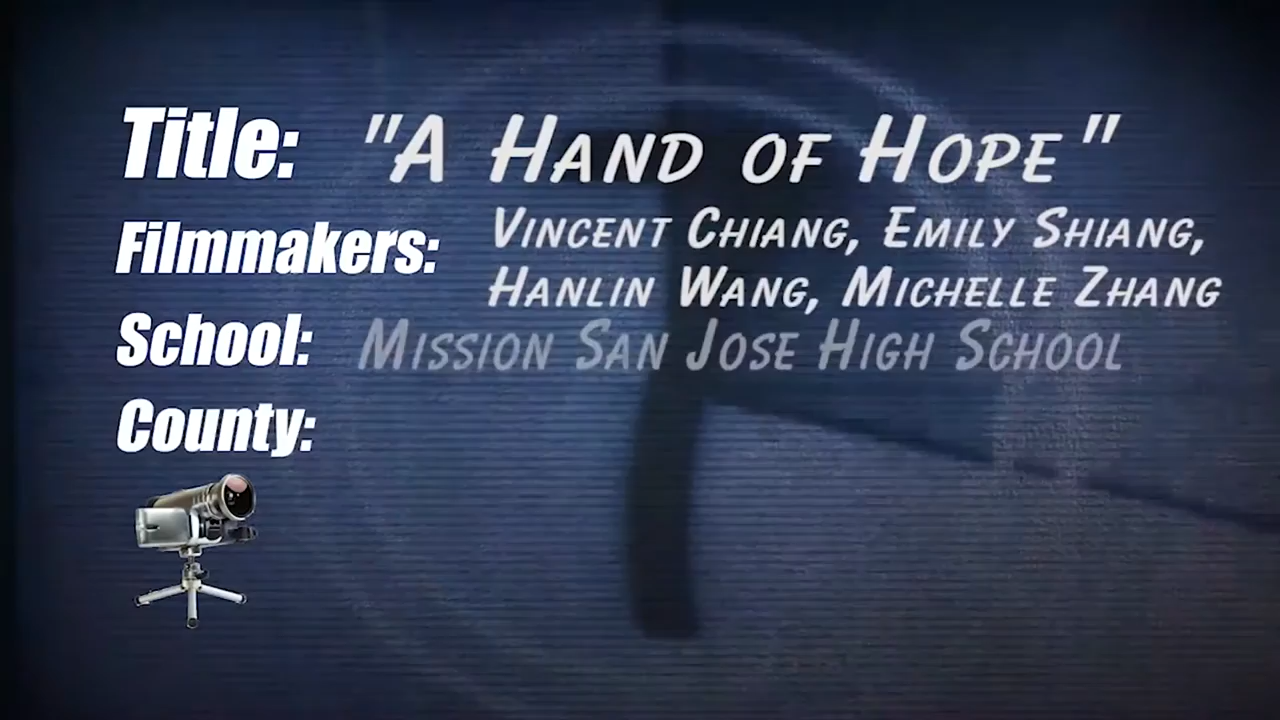 Title: "A Hand of Hope"
Filmmakers: Vincent Chiang, Emily Shiang,
Hanlin Wang, Michelle Zhang
School: Mission San Jose High School
County: